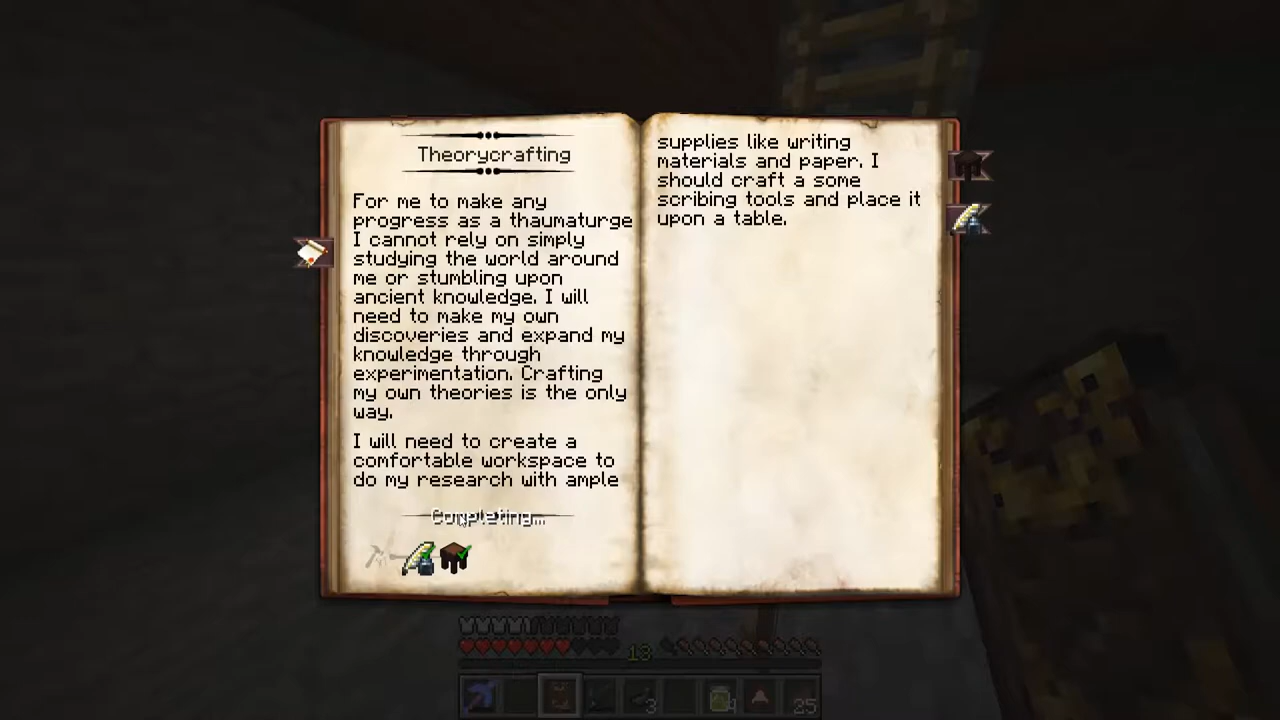 Theorycrafting
For me to make any
progress as a thaumaturge
I cannot rely on simply
studying the world around
me or stumbling upon
ancient knowledge. I will
need to make my own
discoveries and expand my
knowledge through
experimentation. Crafting
my own theories is the only
way.
I will need to create a
comfortable workspace to
do my research with ample
Completing...
supplies like writing
materials and paper. I
should craft a some
scribing tools and place it
upon a table.
13
3
4
25